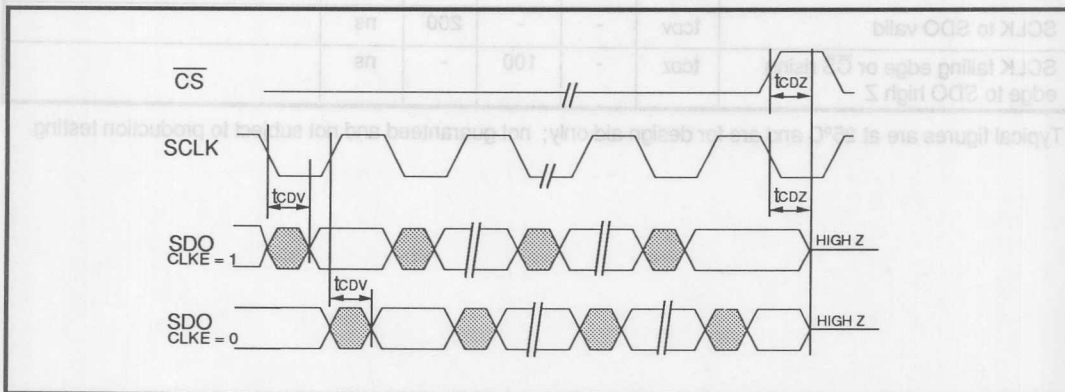 SCLK to SDO valid tCDV - - 200 ns
SCLK falling edge or C̅S̅ rising tCDZ - 100 - ns
edge to SDO high Z
Typical figures are at 25°C and are for design aid only; not guaranteed and not subject to production testing.
C̅S̅
tCDZ
SCLK
tCDV
tCDZ
SDO
CLKE = 1
HIGH Z
tCDV
SDO
CLKE = 0
HIGH Z